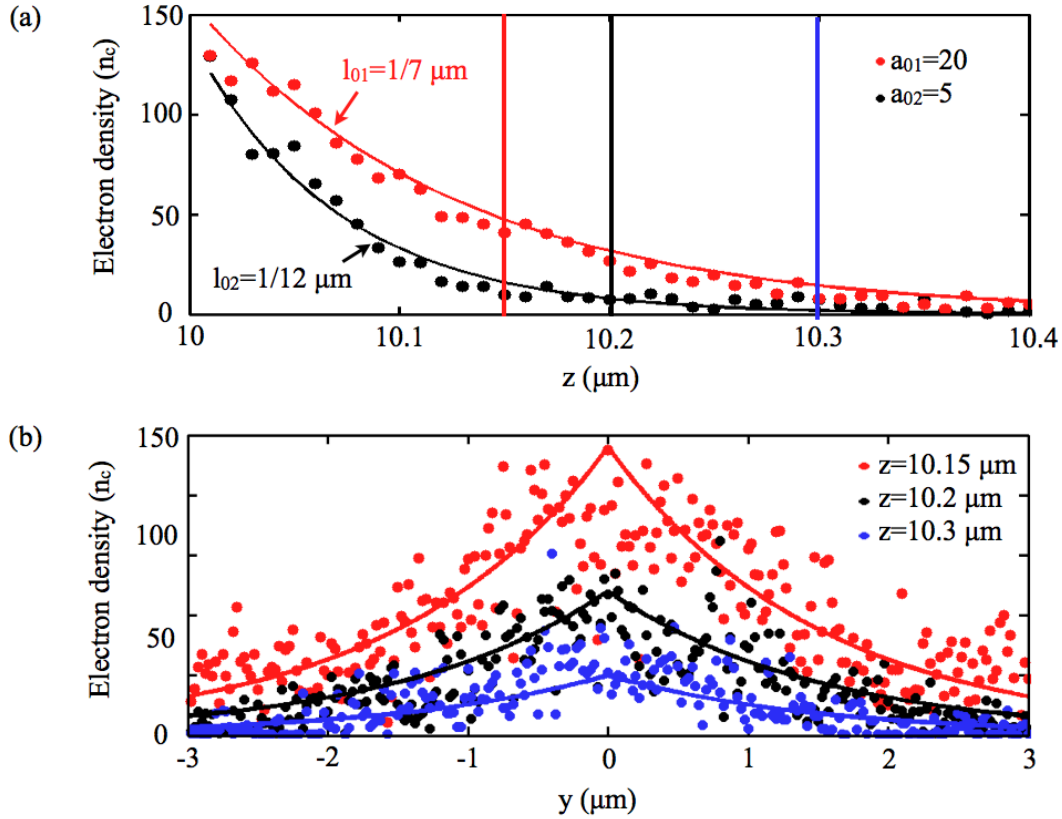 (a)
150
100
50
0
Electron density (n_c)
l₀₁=1/7 μm
l₀₂=1/12 μm
a₀₁=20
a₀₂=5
10 10.1 10.2 10.3 10.4
z (μm)
(b)
150
100
50
0
Electron density (n_c)
z=10.15 μm
z=10.2 μm
z=10.3 μm
-3 -2 -1 0 1 2 3
y (μm)